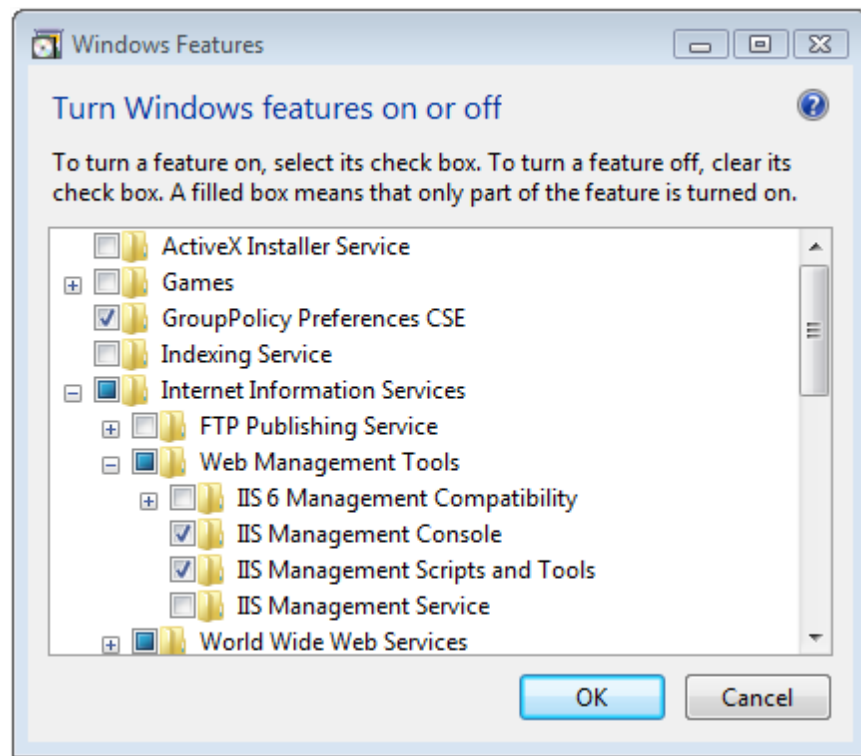 Windows Features
Turn Windows features on or off
To turn a feature on, select its check box. To turn a feature off, clear its
check box. A filled box means that only part of the feature is turned on.
ActiveX Installer Service
Games
GroupPolicy Preferences CSE
Indexing Service
Internet Information Services
FTP Publishing Service
Web Management Tools
IIS 6 Management Compatibility
IIS Management Console
IIS Management Scripts and Tools
IIS Management Service
World Wide Web Services
OK Cancel